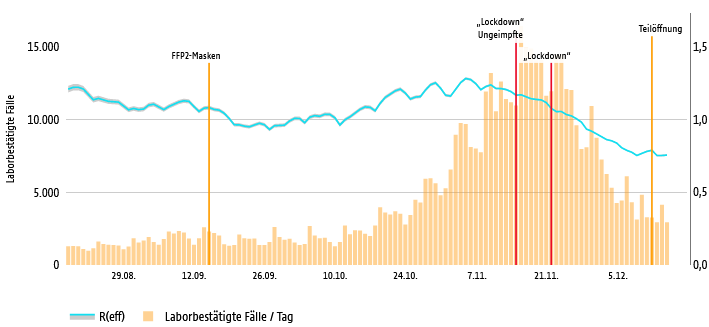 „Lockdown“
Ungeimpfte
Teilöffnung
FFP2-Masken
„Lockdown“
15.000
1,5
10.000
1,0
5.000
0,5
0
0,0
Laborbestätigte Fälle
29.08.
12.09.
26.09.
10.10.
24.10.
7.11.
21.11.
5.12.
R(eff)
Laborbestätigte Fälle / Tag